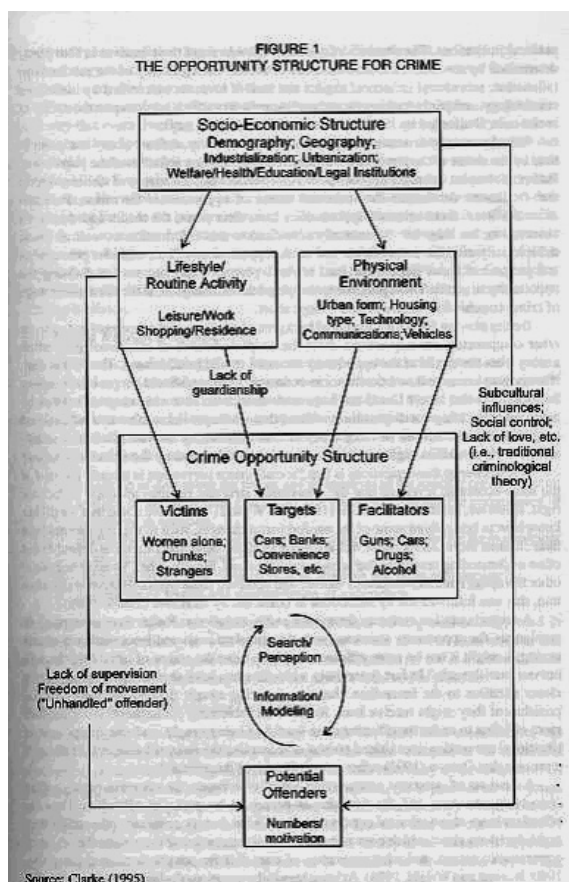 FIGURE 1
THE OPPORTUNITY STRUCTURE FOR CRIME
Socio-Economic Structure
Demography; Geography;
Industrialization; Urbanization;
Welfare/Health/Education/Legal Institutions
Lifestyle/
Routine Activity
Leisure/Work
Shopping/Residence
Physical
Environment
Urban form; Housing
type; Technology;
Communications;Vehicles
Lack of
guardianship
Subcultural
influences;
Social control;
Lack of love, etc.
(i.e., traditional
criminological
theory)
Crime Opportunity Structure
Victims
Women alone;
Drunks;
Strangers
Targets
Cars; Banks;
Convenience
Stores, etc.
Facilitators
Guns; Cars;
Drugs;
Alcohol
Search/
Perception
Information/
Modeling
Lack of supervision
Freedom of movement
("Unhandled" offender)
Potential
Offenders
Numbers/
motivation
Source: Clarke (1995)